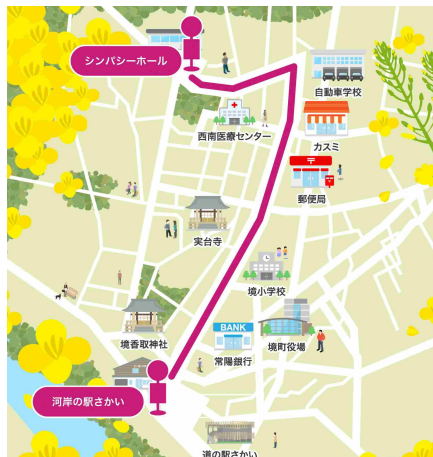 シンパシーホール
自動車学校
西南医療センター
カスミ
〒
郵便局
実台寺
境小学校
BANK
境香取神社
常陽銀行
境町役場
河岸の駅さかい
道の駅さかい